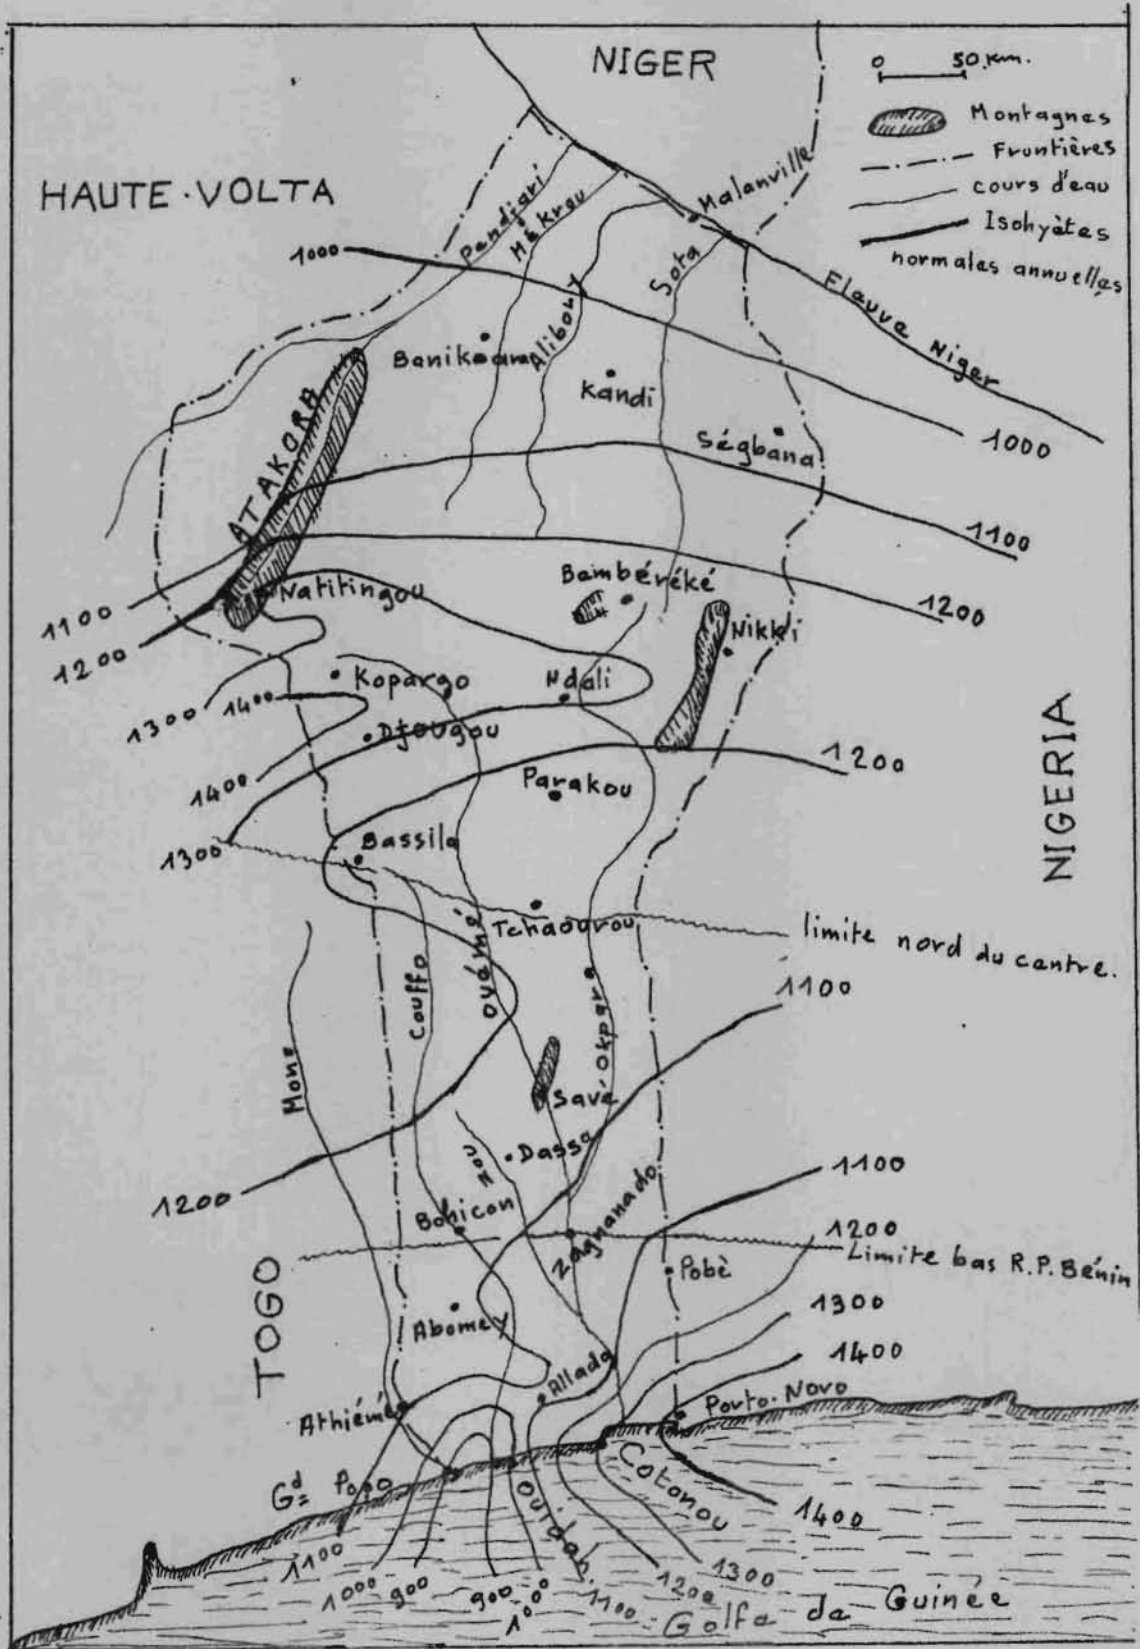 NIGER
0 50 km.
Montagnes
Frontières
cours d'eau
Isohyètes
normales annuelles
HAUTE-VOLTA
Pendjari
Mékrou
Malanville
1000
Sota
Alibory
Fleuve Niger
Banikoara
Kandi
Ségbana
1000
ATAKORA
1100
Bambéréké
1200
Natitingou
1100
Nikki
1200
Kopargo
Ndali
1300
1400
Djougou
1200
1400
Parakou
NIGERIA
1300
Bassila
Tchaourou
limite nord du centre.
Ouémé
Couffo
Okpara
1100
Mono
Savè
Dassa
Zou
1100
1200
Bohicon
Zagnanado
1200
Limite bas R.P. Bénin
Pobè
TOGO
1300
Abomey
1400
Allada
Athiémé
Porto-Novo
Gd Popo
Cotonou
Ouidah
1400
1100
1000
900
900
1000
1100
1200
1300
Golfe de Guinée